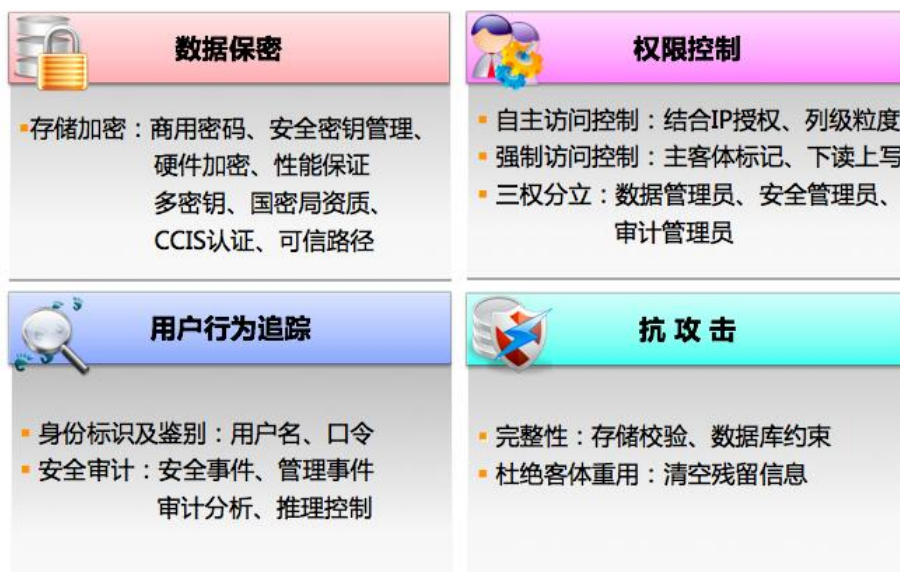 数据保密
存储加密：商用密码、安全密钥管理、
硬件加密、性能保证
多密钥、国密局资质、
CCIS认证、可信路径
权限控制
自主访问控制：结合IP授权、列级粒度
强制访问控制：主客体标记、下读上写
三权分立：数据管理员、安全管理员、
审计管理员
用户行为追踪
身份标识及鉴别：用户名、口令
安全审计：安全事件、管理事件
审计分析、推理控制
抗攻击
完整性：存储校验、数据库约束
杜绝客体重用：清空残留信息